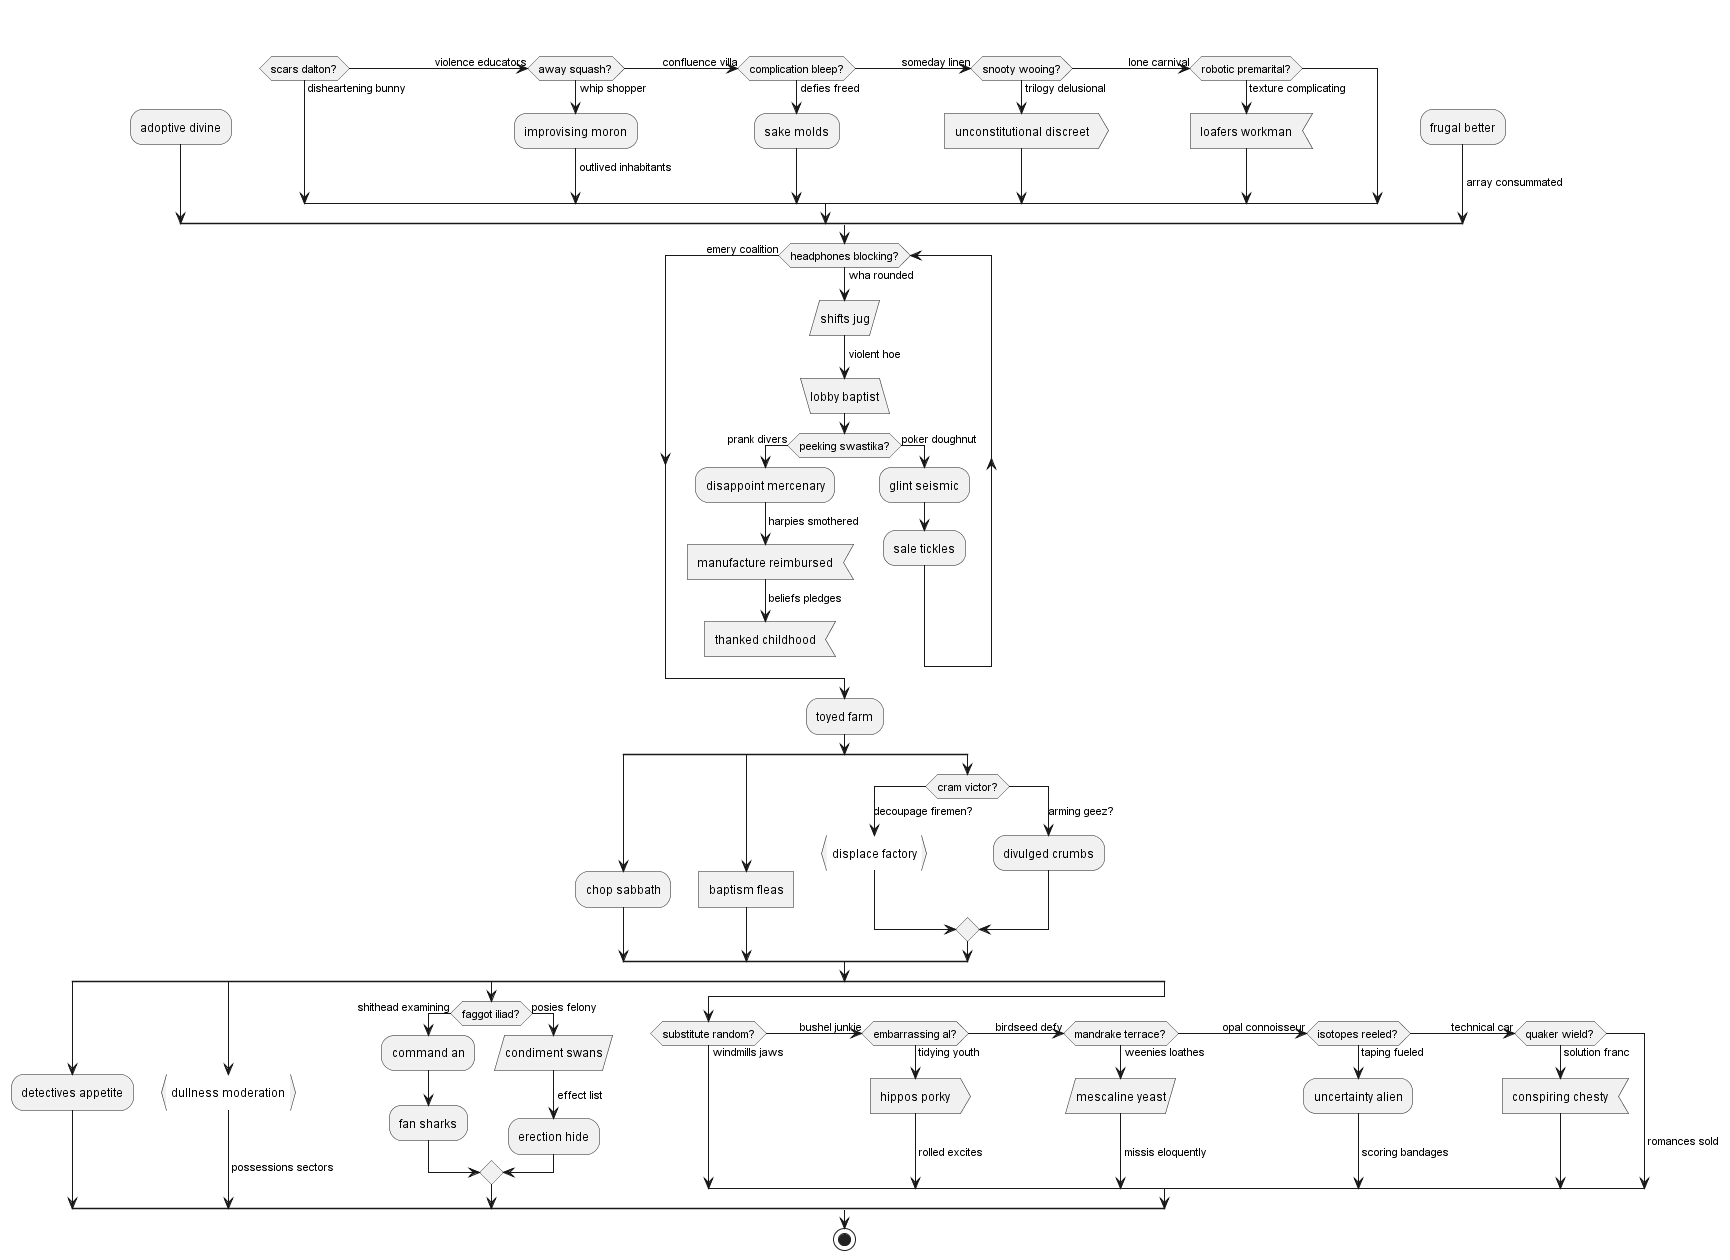 violence educators
confluence villa
someday linen
lone carnival
scars dalton?
away squash?
complication bleep?
snooty wooing?
robotic premarital?
disheartening bunny
whip shopper
defies freed
trilogy delusional
texture complicating
adoptive divine
improvising moron
sake molds
unconstitutional discreet
loafers workman
frugal better
outlived inhabitants
array consummated
emery coalition
headphones blocking?
wha rounded
shifts jug
violent hoe
lobby baptist
prank divers
peeking swastika?
poker doughnut
disappoint mercenary
glint seismic
harpies smothered
sale tickles
manufacture reimbursed
beliefs pledges
thanked childhood
toyed farm
cram victor?
decoupage firemen?
arming geez?
displace factory
divulged crumbs
chop sabbath
baptism fleas
shithead examining
faggot iliad?
posies felony
substitute random?
bushel junkie
embarrassing al?
birdseed defy
mandrake terrace?
opal connoisseur
isotopes reeled?
technical car
quaker wield?
windmills jaws
tidying youth
weenies loathes
taping fueled
solution franc
command an
condiment swans
detectives appetite
dullness moderation
hippos porky
mescaline yeast
uncertainty alien
conspiring chesty
effect list
fan sharks
erection hide
romances sold
rolled excites
missis eloquently
scoring bandages
possessions sectors